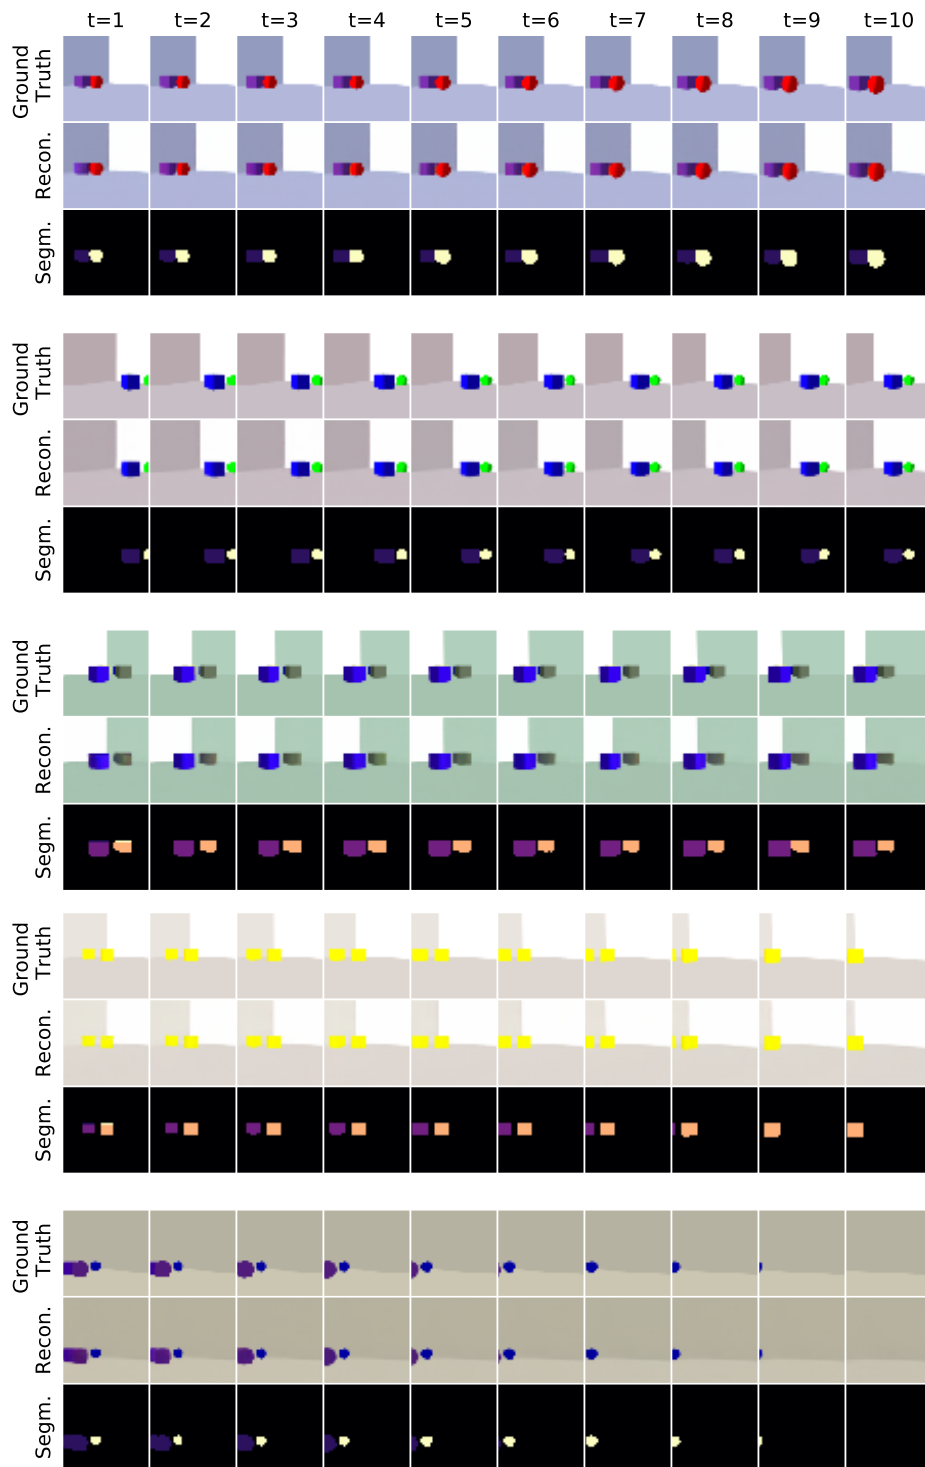 t=1 t=2 t=3 t=4 t=5 t=6 t=7 t=8 t=9 t=10
Ground
Truth
Recon.
Segm.
Ground
Truth
Recon.
Segm.
Ground
Truth
Recon.
Segm.
Ground
Truth
Recon.
Segm.
Ground
Truth
Recon.
Segm.